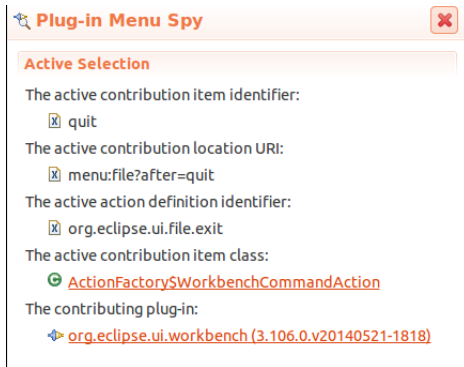 Plug-in Menu Spy
Active Selection
The active contribution item identifier:
quit
The active contribution location URI:
menu:file?after=quit
The active action definition identifier:
org.eclipse.ui.file.exit
The active contribution item class:
ActionFactory$WorkbenchCommandAction
The contributing plug-in:
org.eclipse.ui.workbench (3.106.0.v20140521-1818)